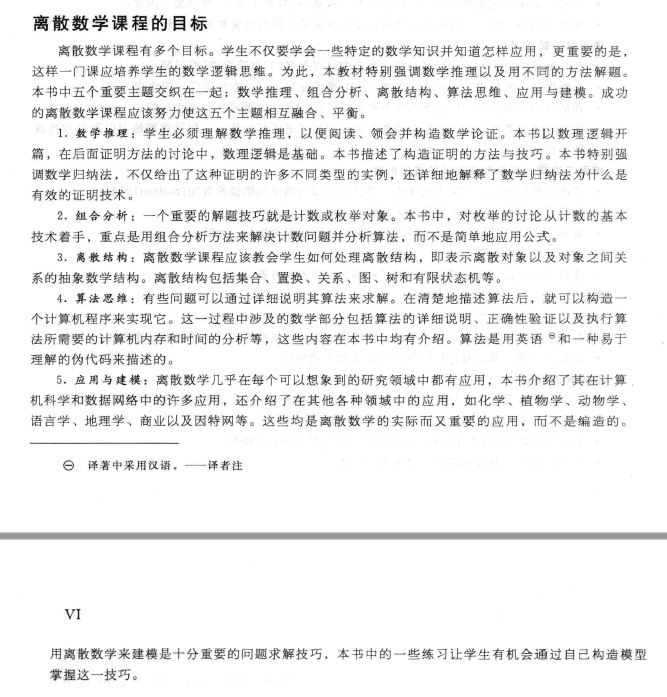 离散数学课程的目标
离散数学课程有多个目标。学生不仅要学会一些特定的数学知识并知道怎样应用，更重要的是，
这样一门课应培养学生的数学逻辑思维。为此，本教材特别强调数学推理以及用不同的方法解题。
本书中五个重要主题交织在一起：数学推理、组合分析、离散结构、算法思维、应用与建模。成功
的离散数学课程应该努力使这五个主题相互融合、平衡。
1．数学推理：学生必须理解数学推理，以便阅读、领会并构造数学论证。本书以数理逻辑开
篇，在后面证明方法的讨论中，数理逻辑是基础。本书描述了构造证明的方法与技巧。本书特别强
调数学归纳法，不仅给出了这种证明的许多不同类型的实例，还详细地解释了数学归纳法为什么是
有效的证明技术。
2．组合分析：一个重要的解题技巧就是计数或枚举对象。本书中，对枚举的讨论从计数的基本
技术着手，重点是用组合分析方法来解决计数问题并分析算法，而不是简单地应用公式。
3．离散结构：离散数学课程应该教会学生如何处理离散结构，即表示离散对象以及对象之间关
系的抽象数学结构。离散结构包括集合、置换、关系、图、树和有限状态机等。
4．算法思维：有些问题可以通过详细说明其算法来求解。在清楚地描述算法后，就可以构造一
个计算机程序来实现它。这一过程中涉及的数学部分包括算法的详细说明、正确性验证以及执行算
法所需要的计算机内存和时间的分析等，这些内容在本书中均有介绍。算法是用英语㊀和一种易于
理解的伪代码来描述的。
5．应用与建模：离散数学几乎在每个可以想象到的研究领域中都有应用，本书介绍了其在计算
机科学和数据网络中的许多应用，还介绍了在其他各种领域中的应用，如化学、植物学、动物学、
语言学、地理学、商业以及因特网等。这些均是离散数学的实际而又重要的应用，而不是编造的。
㊀ 译著中采用汉语。——译者注
VI
用离散数学来建模是十分重要的问题求解技巧，本书中的一些练习让学生有机会通过自己构造模型
掌握这一技巧。